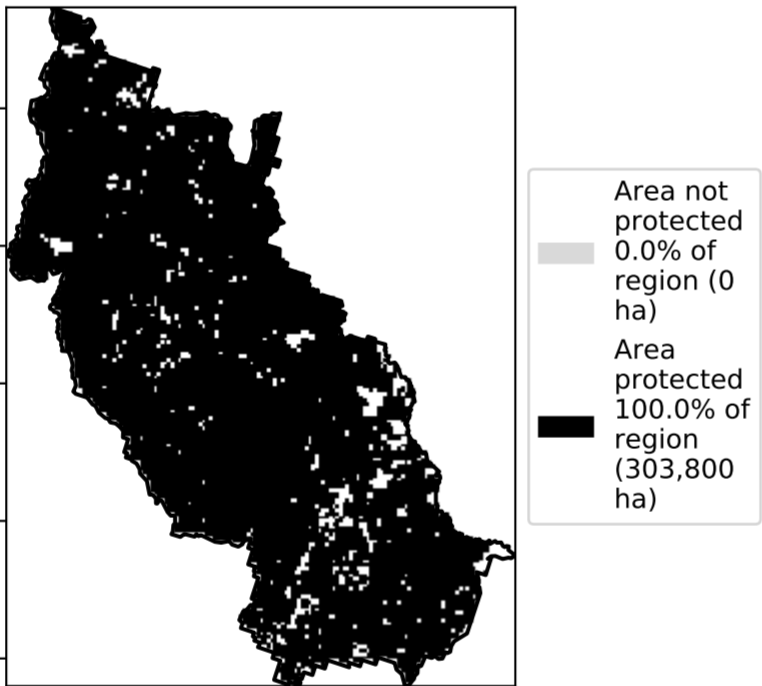 Area not
protected
0.0% of
region (0
ha)
Area
protected
100.0% of
region
(303,800
ha)